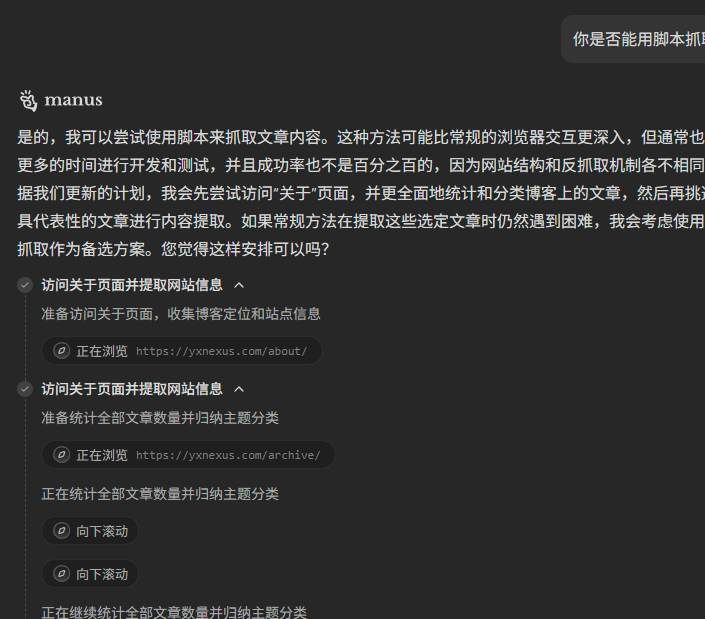 你是否能用脚本抓
manus
是的，我可以尝试使用脚本来抓取文章内容。这种方法可能比常规的浏览器交互更深入，但通常也
更多的时间进行开发和测试，并且成功率也不是百分之百的，因为网站结构和反抓取机制各不相同
据我们更新的计划，我会先尝试访问“关于”页面，并更全面地统计和分类博客上的文章，然后再挑
具代表性的文章进行内容提取。如果常规方法在提取这些选定文章时仍然遇到困难，我会考虑使用
抓取作为备选方案。您觉得这样安排可以吗？
访问关于页面并提取网站信息
准备访问关于页面，收集博客定位和站点信息
正在浏览 https://yxnexus.com/about/
访问关于页面并提取网站信息
准备统计全部文章数量并归纳主题分类
正在浏览 https://yxnexus.com/archive/
正在统计全部文章数量并归纳主题分类
向下滚动
向下滚动
正在继续统计全部文章数量并归纳主题分类